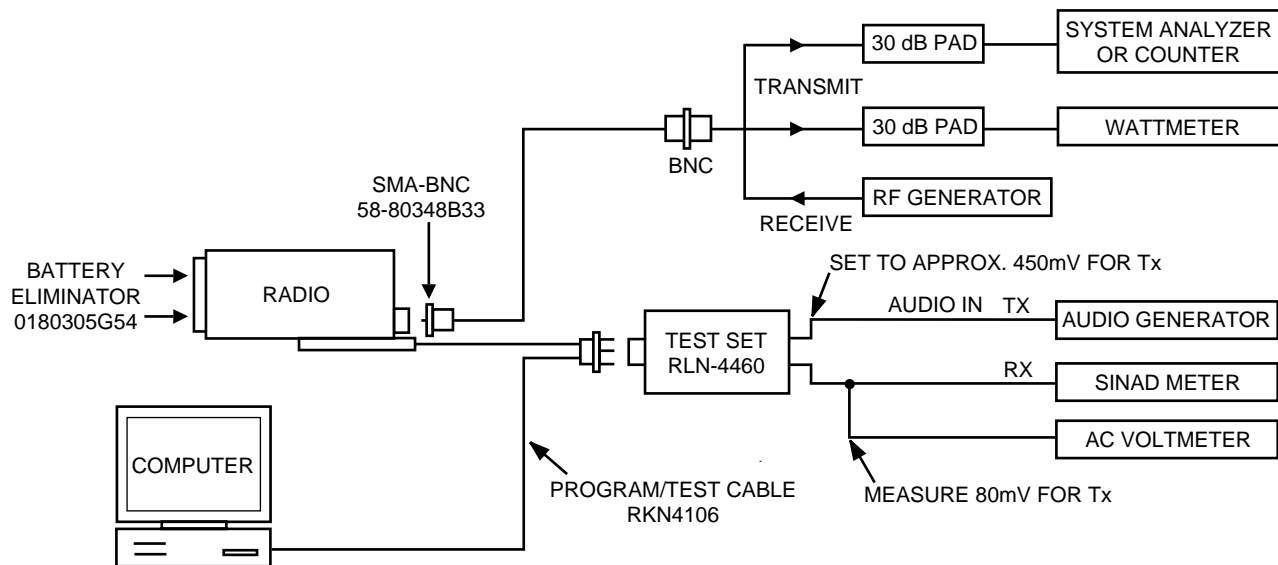 30 dB PAD
SYSTEM ANALYZER
OR COUNTER
TRANSMIT
30 dB PAD
WATTMETER
BNC
SMA-BNC
58-80348B33
RF GENERATOR
RECEIVE
BATTERY
ELIMINATOR
0180305G54
RADIO
SET TO APPROX. 450mV FOR Tx
AUDIO IN TX
AUDIO GENERATOR
TEST SET
RLN-4460
RX
SINAD METER
AC VOLTMETER
COMPUTER
PROGRAM/TEST CABLE
RKN4106
MEASURE 80mV FOR Tx